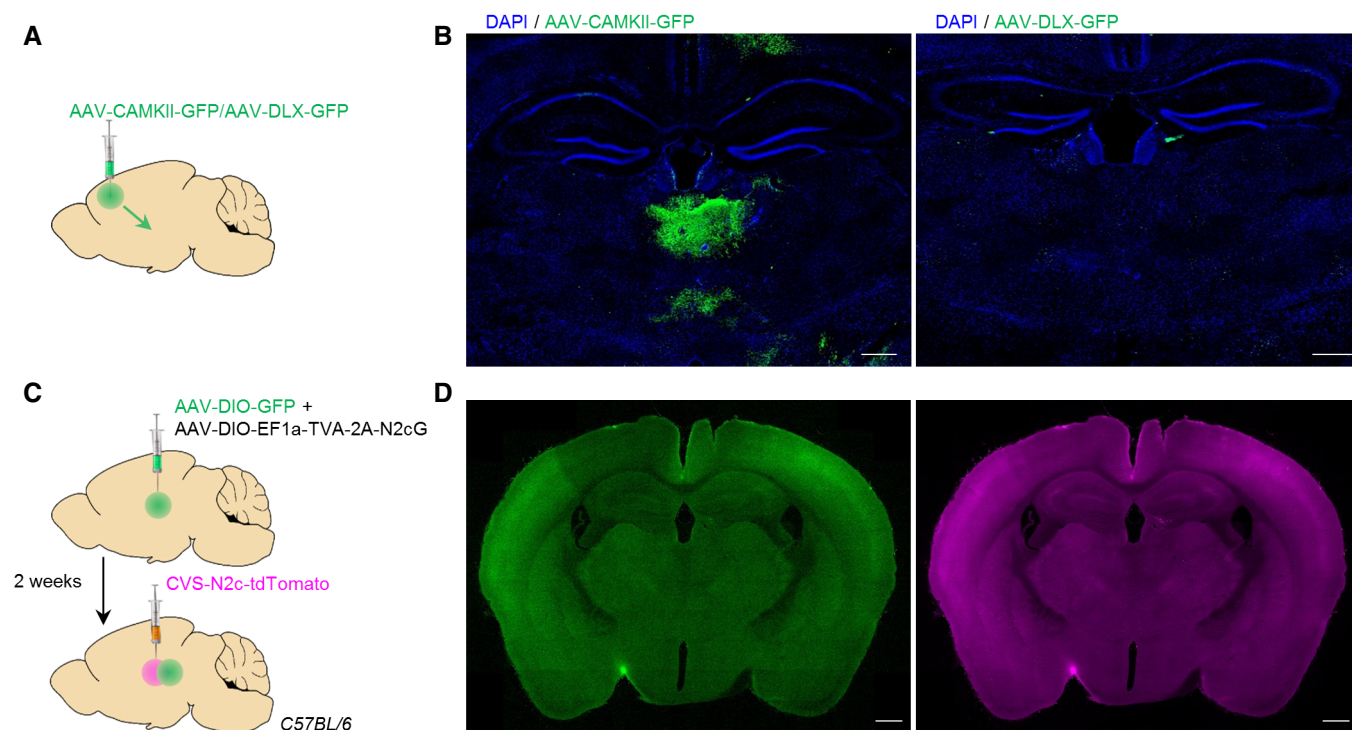 A
AAV-CAMKII-GFP/AAV-DLX-GFP
B
DAPI / AAV-CAMKII-GFP
DAPI / AAV-DLX-GFP
C
AAV-DIO-GFP +
AAV-DIO-EF1a-TVA-2A-N2cG
2 weeks
CVS-N2c-tdTomato
C57BL/6
D